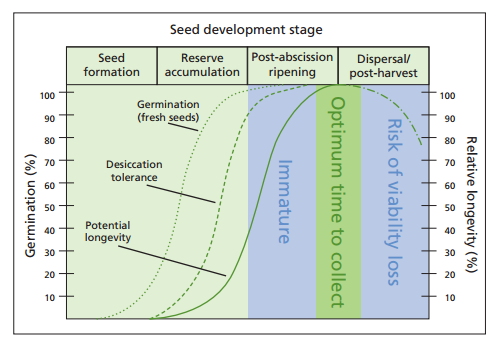 Seed development stage
Seed
formation
Reserve
accumulation
Post-abscission
ripening
Dispersal/
post-harvest
Germination (%)
100
90
80
70
60
50
40
30
20
10
Germination
(fresh seeds)
Desiccation
tolerance
Potential
longevity
Immature
Optimum time to collect
Risk of viability loss
100
90
80
70
60
50
40
30
20
10
Relative longevity (%)